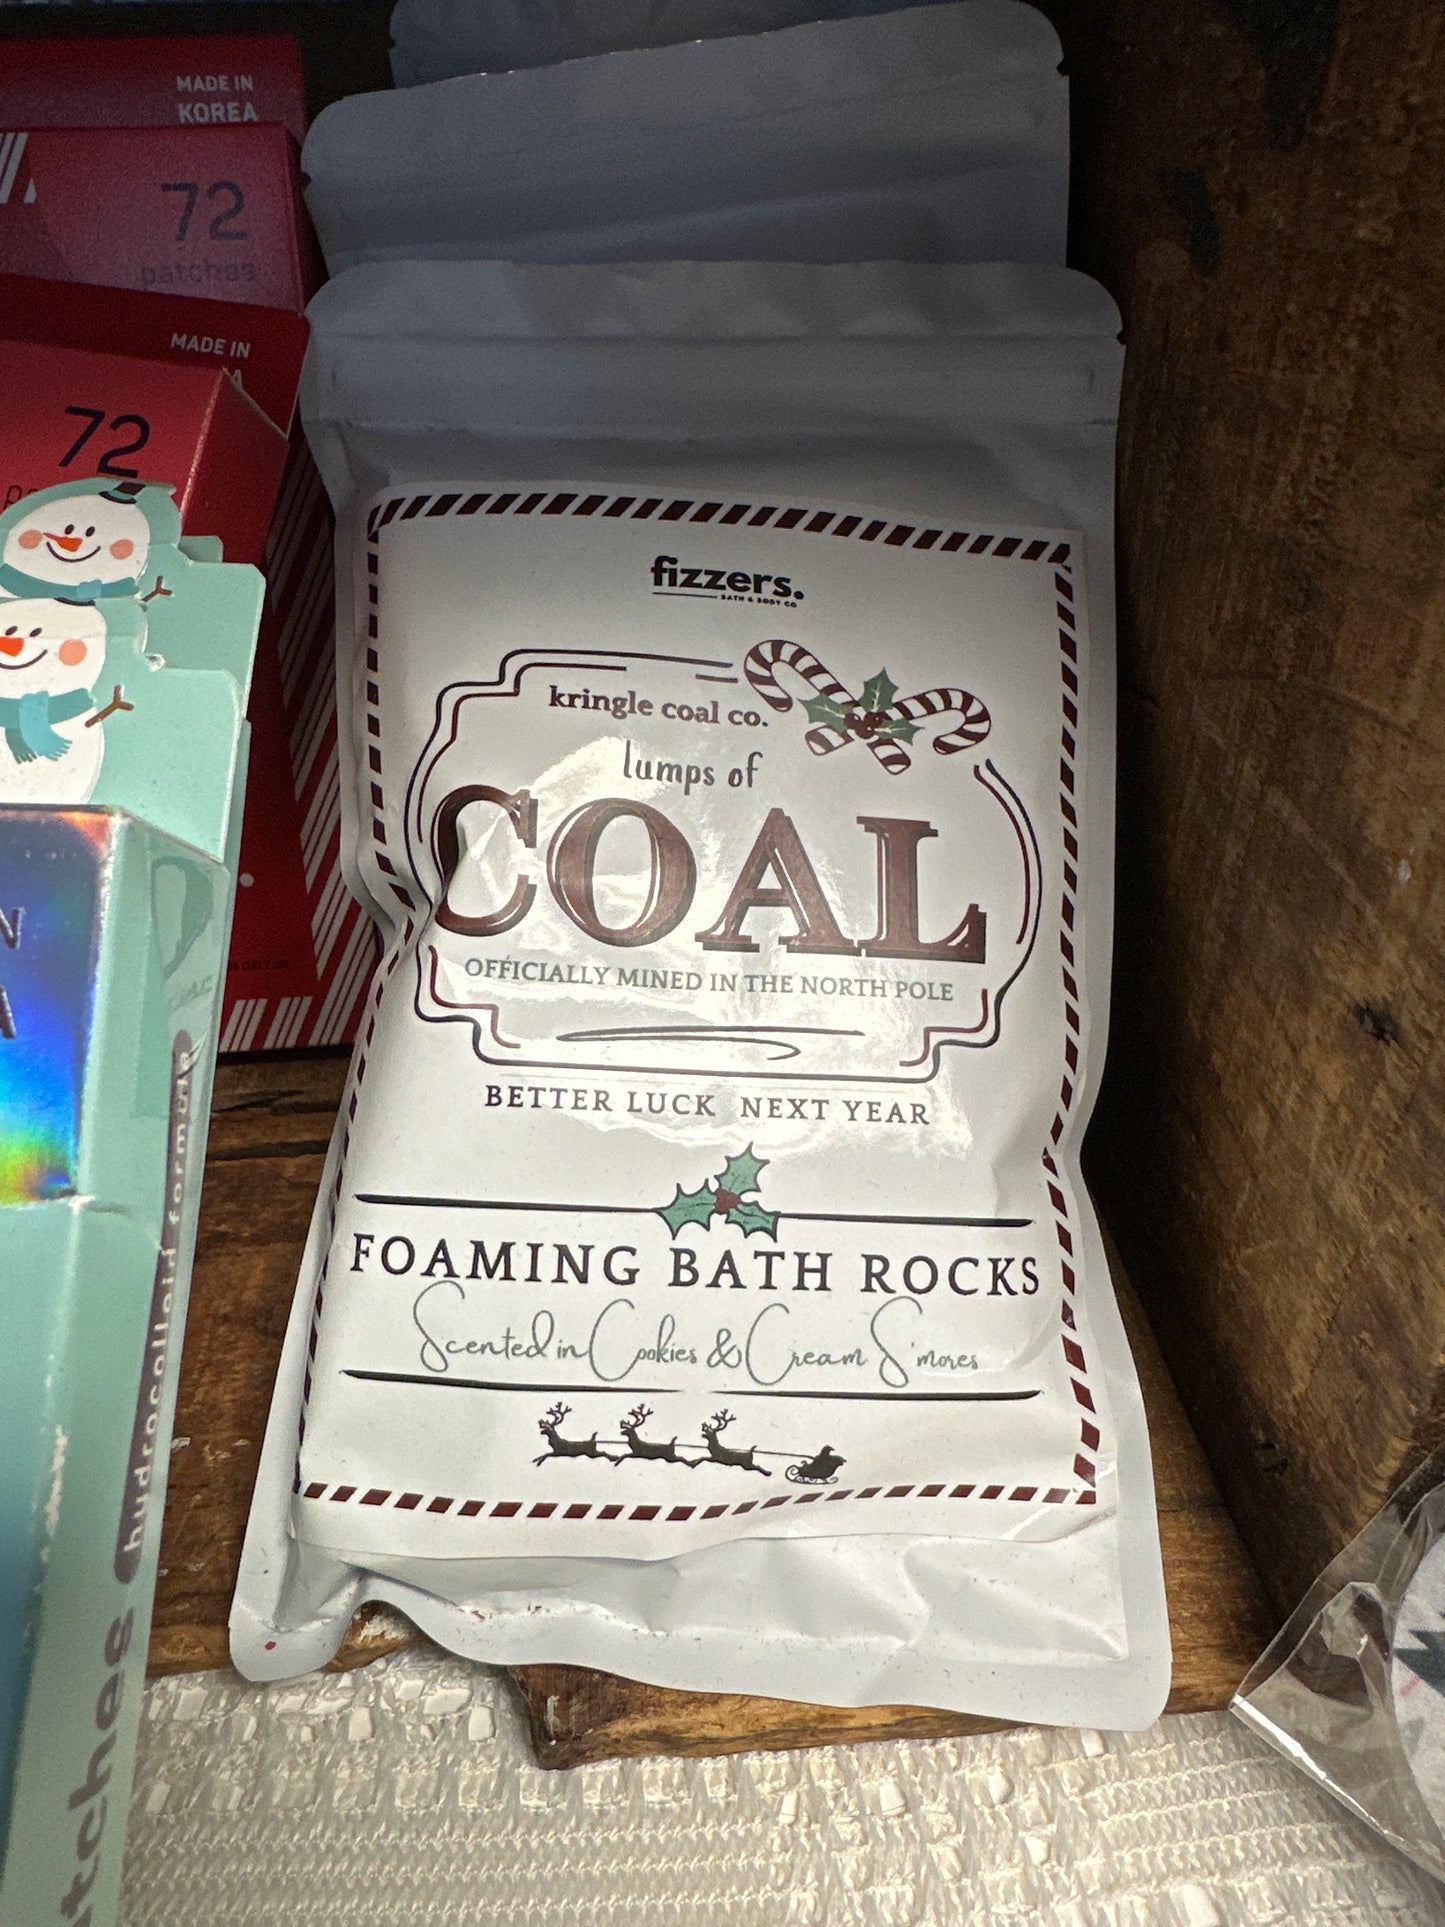 MADE IN
KOREA
72
patches
MADE IN
72
fizzers.
BATH & BODY CO
kringle coal co.
lumps of
COAL
OFFICIALLY MINED IN THE NORTH POLE
BETTER LUCK NEXT YEAR
FOAMING BATH ROCKS
Scented in Cookies & Cream S'mores
hydrocolloid formula